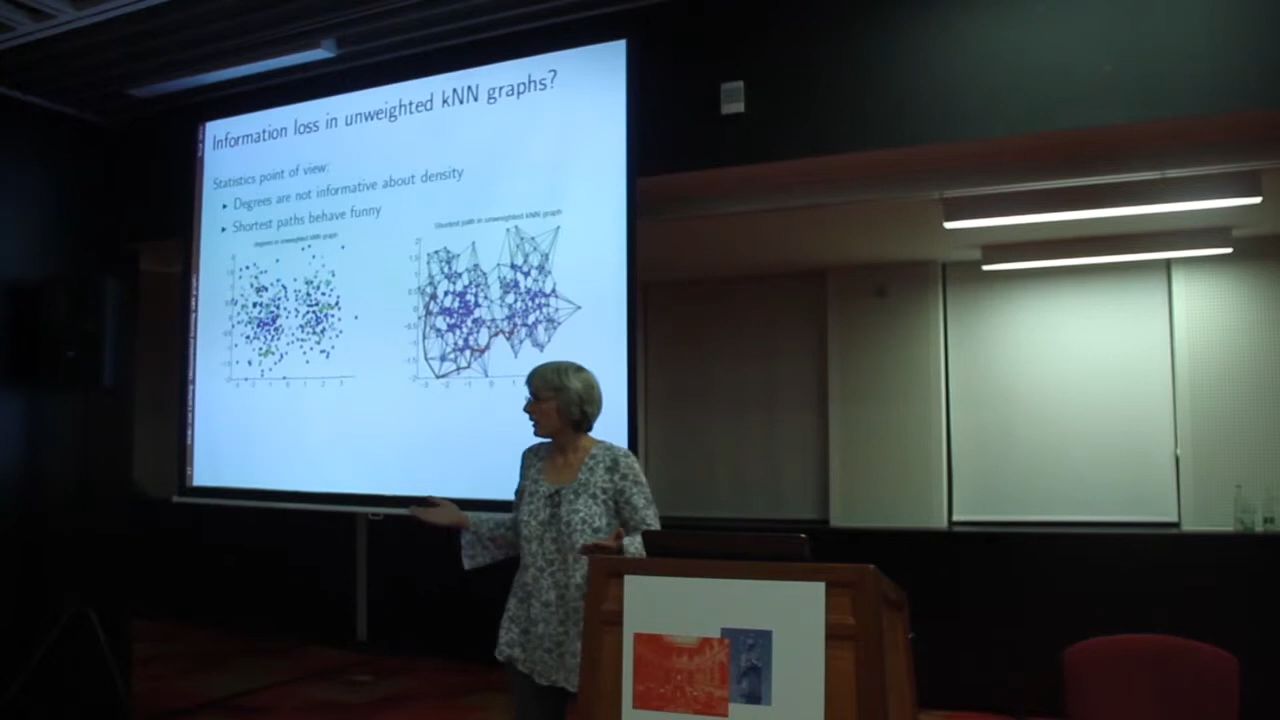 Information loss in unweighted kNN graphs?
Statistics point of view:
▸ Degrees are not informative about density
▸ Shortest paths behave funny
degrees in unweighted kNN graph
Shortest path in unweighted kNN graph